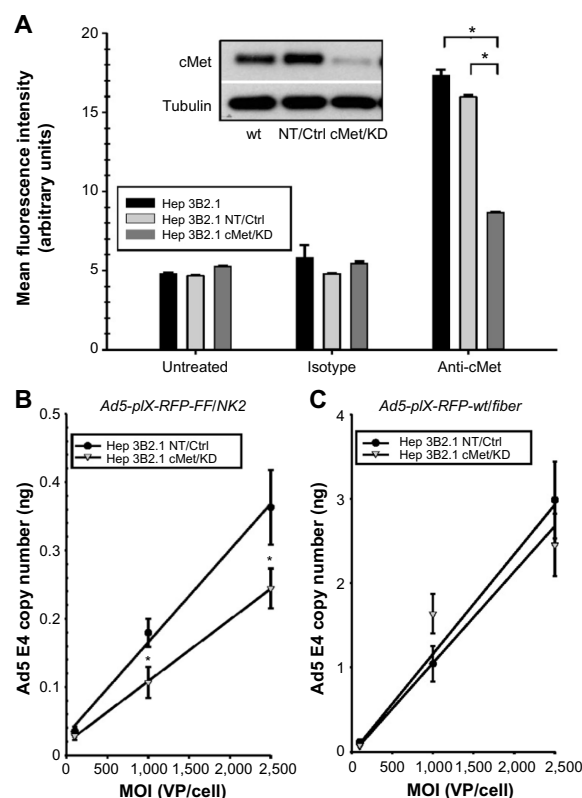 A
Mean fluorescence intensity
(arbitrary units)
20
15
10
5
0
cMet
Tubulin
wt NT/Ctrl cMet/KD
* 
*
Hep 3B2.1
Hep 3B2.1 NT/Ctrl
Hep 3B2.1 cMet/KD
Untreated Isotype Anti-cMet
B
Ad5-pIX-RFP-FF/NK2
Ad5 E4 copy number (ng)
0.5
0.4
0.3
0.2
0.1
0
Hep 3B2.1 NT/Ctrl
Hep 3B2.1 cMet/KD
*
*
0 500 1,000 1,500 2,000 2,500
MOI (VP/cell)
C
Ad5-pIX-RFP-wt/fiber
Ad5 E4 copy number (ng)
4
3
2
1
0
Hep 3B2.1 NT/Ctrl
Hep 3B2.1 cMet/KD
0 500 1,000 1,500 2,000 2,500
MOI (VP/cell)